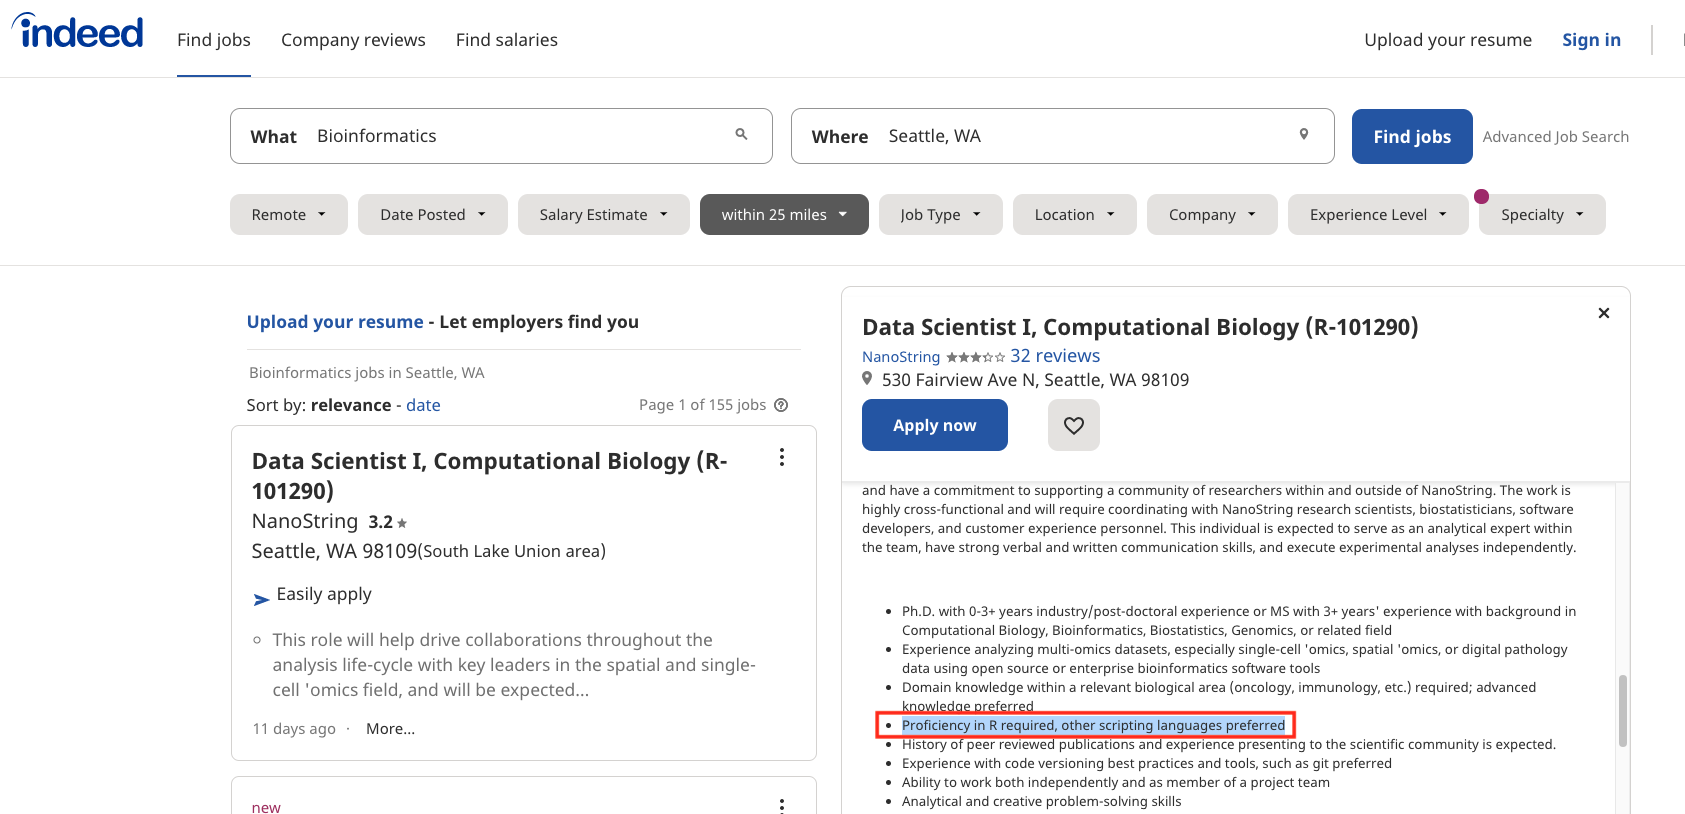 indeed
Find jobs
Company reviews
Find salaries
Upload your resume
Sign in
What
Bioinformatics
Where
Seattle, WA
Find jobs
Advanced Job Search
Remote
Date Posted
Salary Estimate
within 25 miles
Job Type
Location
Company
Experience Level
Specialty
Upload your resume - Let employers find you
Bioinformatics jobs in Seattle, WA
Sort by: relevance - date
Page 1 of 155 jobs
Data Scientist I, Computational Biology (R-
101290)
NanoString 3.2
Seattle, WA 98109(South Lake Union area)
Easily apply
This role will help drive collaborations throughout the
analysis life-cycle with key leaders in the spatial and single-
cell 'omics field, and will be expected...
11 days ago · More...
new
Data Scientist I, Computational Biology (R-101290)
NanoString 32 reviews
530 Fairview Ave N, Seattle, WA 98109
Apply now
and have a commitment to supporting a community of researchers within and outside of NanoString. The work is
highly cross-functional and will require coordinating with NanoString research scientists, biostatisticians, software
developers, and customer experience personnel. This individual is expected to serve as an analytical expert within
the team, have strong verbal and written communication skills, and execute experimental analyses independently.
Ph.D. with 0-3+ years industry/post-doctoral experience or MS with 3+ years' experience with background in
Computational Biology, Bioinformatics, Biostatistics, Genomics, or related field
Experience analyzing multi-omics datasets, especially single-cell 'omics, spatial 'omics, or digital pathology
data using open source or enterprise bioinformatics software tools
Domain knowledge within a relevant biological area (oncology, immunology, etc.) required; advanced
knowledge preferred
Proficiency in R required, other scripting languages preferred
History of peer reviewed publications and experience presenting to the scientific community is expected.
Experience with code versioning best practices and tools, such as git preferred
Ability to work both independently and as member of a project team
Analytical and creative problem-solving skills